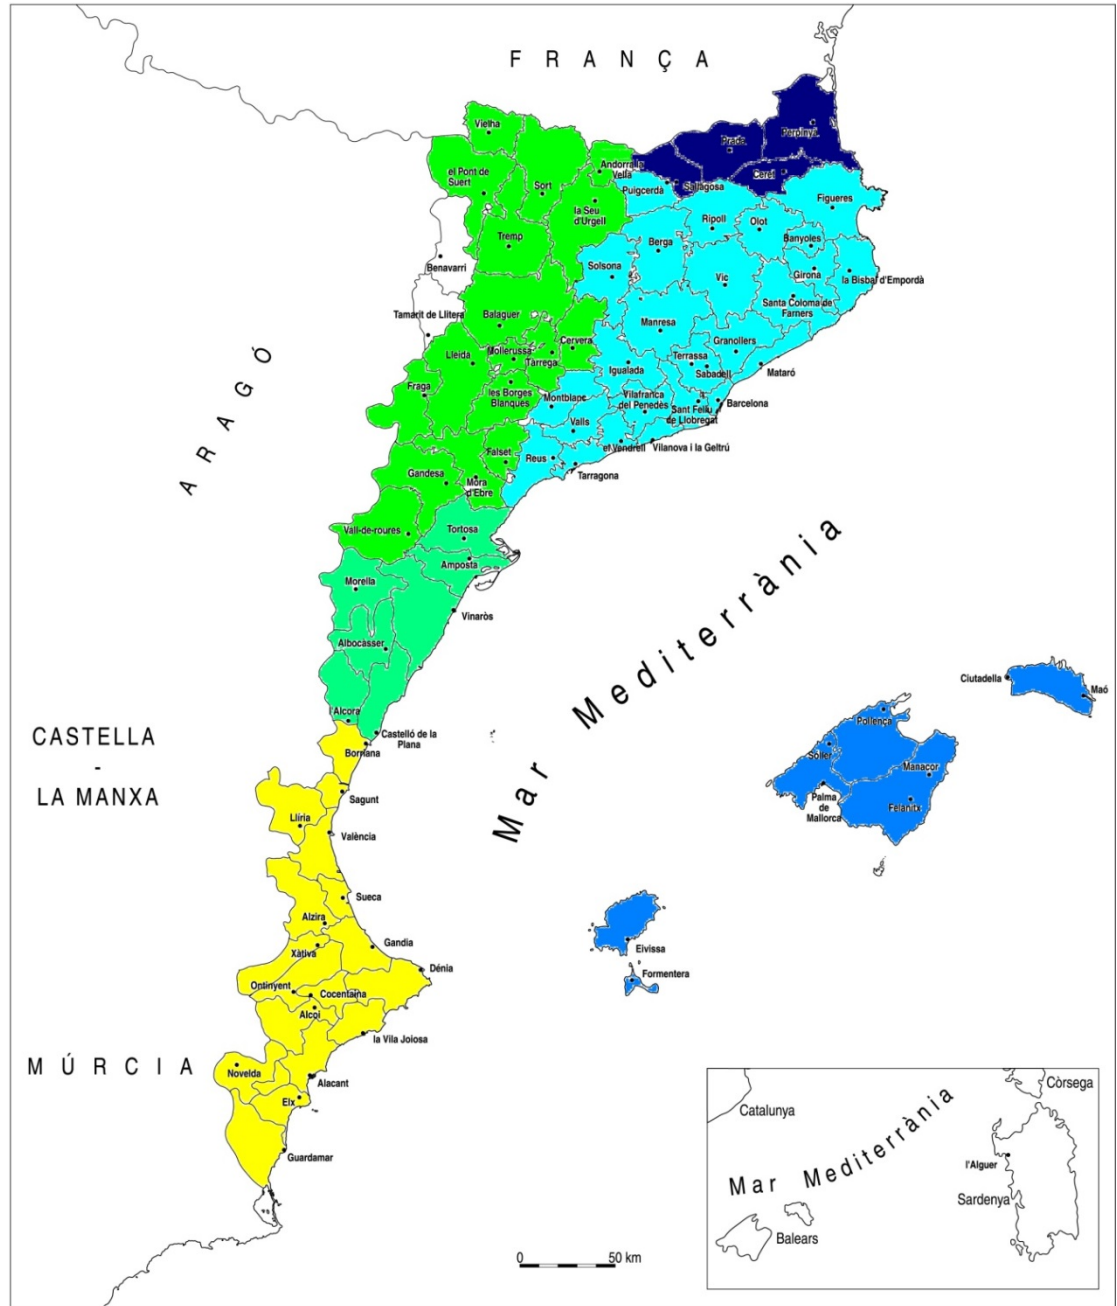 FRANÇA
Vielha
Prada
Perpinyà
el Pont de
Suert
Sort
Andorra la
Vella
Ceret
Puigcerdà
Sallagosa
la Seu
d'Urgell
Figueres
Ripoll
Olot
Tremp
Berga
Banyoles
Benavarri
Solsona
Vic
Girona
la Bisbal d'Empordà
Santa Coloma de
Farners
Tamarit de Llitera
Balaguer
Manresa
Granollers
Cervera
Mollerussa
Tàrrega
Lleida
Terrassa
Sabadell
Mataró
Igualada
Fraga
les Borges
Blanques
Montblanc
Vilafranca
del Penedès
Sant Feliu
de Llobregat
Barcelona
Valls
ARAGÓ
Falset
Reus
el Vendrell
Vilanova i la Geltrú
Tarragona
Gandesa
Móra
d'Ebre
Vall-de-roures
Tortosa
Amposta
Morella
Vinaròs
Mar Mediterrània
Albocàsser
Ciutadella
Maó
l'Alcora
Castelló de la
Plana
Borriana
Pollença
Sóller
Manacor
Palma
de
Mallorca
Felanitx
CASTELLA
-
LA MANXA
Sagunt
Llíria
València
Sueca
Alzira
Xàtiva
Gandia
Eivissa
Dénia
Formentera
Ontinyent
Cocentaina
Alcoi
la Vila Joiosa
MÚRCIA
Novelda
Alacant
Elx
Guardamar
Còrsega
Catalunya
Mar Mediterrània
l'Alguer
Sardenya
Balears
0 50 km